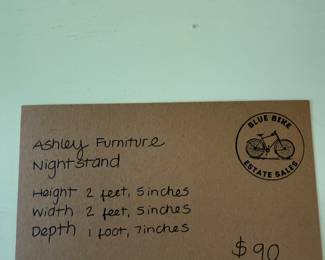 BLUE BIKE
ESTATE SALES
Ashley Furniture
Nightstand
Height 2 feet, 5 inches
Width 2 feet, 5 inches
Depth 1 foot, 7 inches
$90